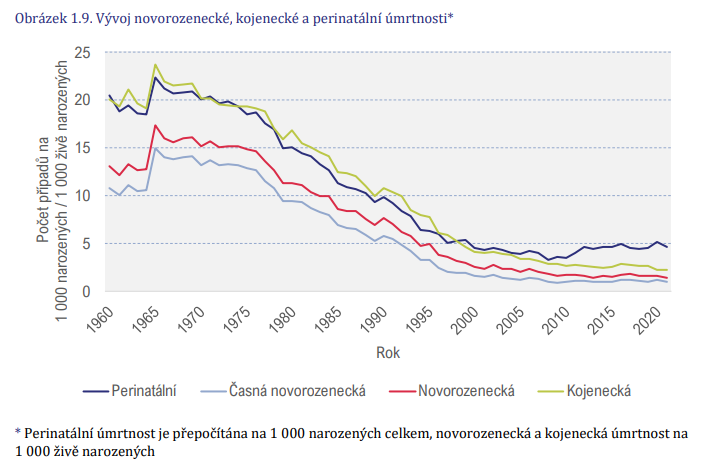 Obrázek 1.9. Vývoj novorozenecké, kojenecké a perinatální úmrtnosti*
Počet případů na
1 000 narozených / 1 000 živě narozených
25
20
15
10
5
0
1960
1965
1970
1975
1980
1985
1990
1995
2000
2005
2010
2015
2020
Rok
Perinatální
Časná novorozenecká
Novorozenecká
Kojenecká
* Perinatální úmrtnost je přepočítána na 1 000 narozených celkem, novorozenecká a kojenecká úmrtnost na
1 000 živě narozených